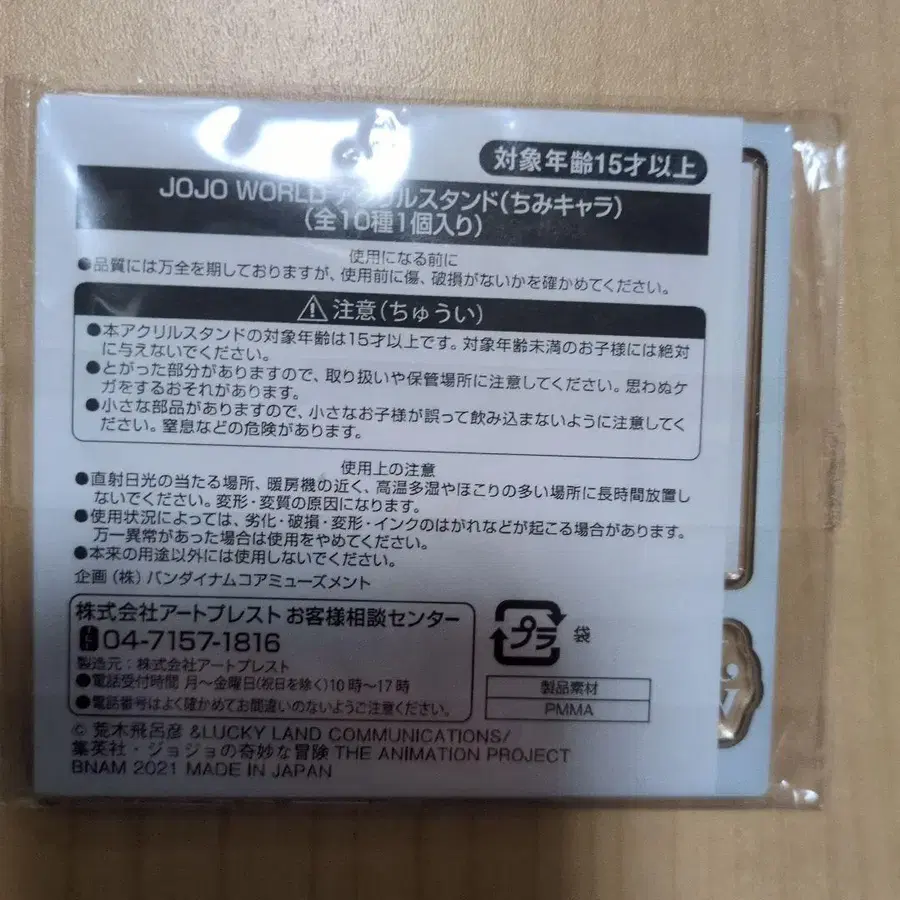 対象年齢15才以上
JOJO WORLD アクリルスタンド(ちみキャラ)
(全10種1個入り)
使用になる前に
●品質には万全を期しておりますが、使用前に傷、破損がないかを確かめてください。
注意(ちゅうい)
●本アクリルスタンドの対象年齢は15才以上です。対象年齢未満のお子様には絶対
に与えないでください。
●とがった部分がありますので、取り扱いや保管場所に注意してください。思わぬケ
ガをするおそれがあります。
●小さな部品がありますので、小さなお子様が誤って飲み込まないように注意してく
ださい。窒息などの危険があります。
使用上の注意
●直射日光の当たる場所、暖房機の近く、高温多湿やほこりの多い場所に長時間放置し
ないでください。変形・変質の原因になります。
●使用状況によっては、劣化・破損・変形・インクのはがれなどが起こる場合があります。
万一異常があった場合は使用をやめてください。
●本来の用途以外には使用しないでください。
企画(株)バンダイナムコアミューズメント
株式会社アートプレスト お客様相談センター
TEL 04-7157-1816
製造元:株式会社アートプレスト
●電話受付時間 月~金曜日(祝日を除く)10時~17時
●電話番号はよく確かめてお間違いのないようご注意ください。
プラ 袋
製品素材
PMMA
© 荒木飛呂彦 &LUCKY LAND COMMUNICATIONS/
集英社・ジョジョの奇妙な冒険 THE ANIMATION PROJECT
BNAM 2021 MADE IN JAPAN